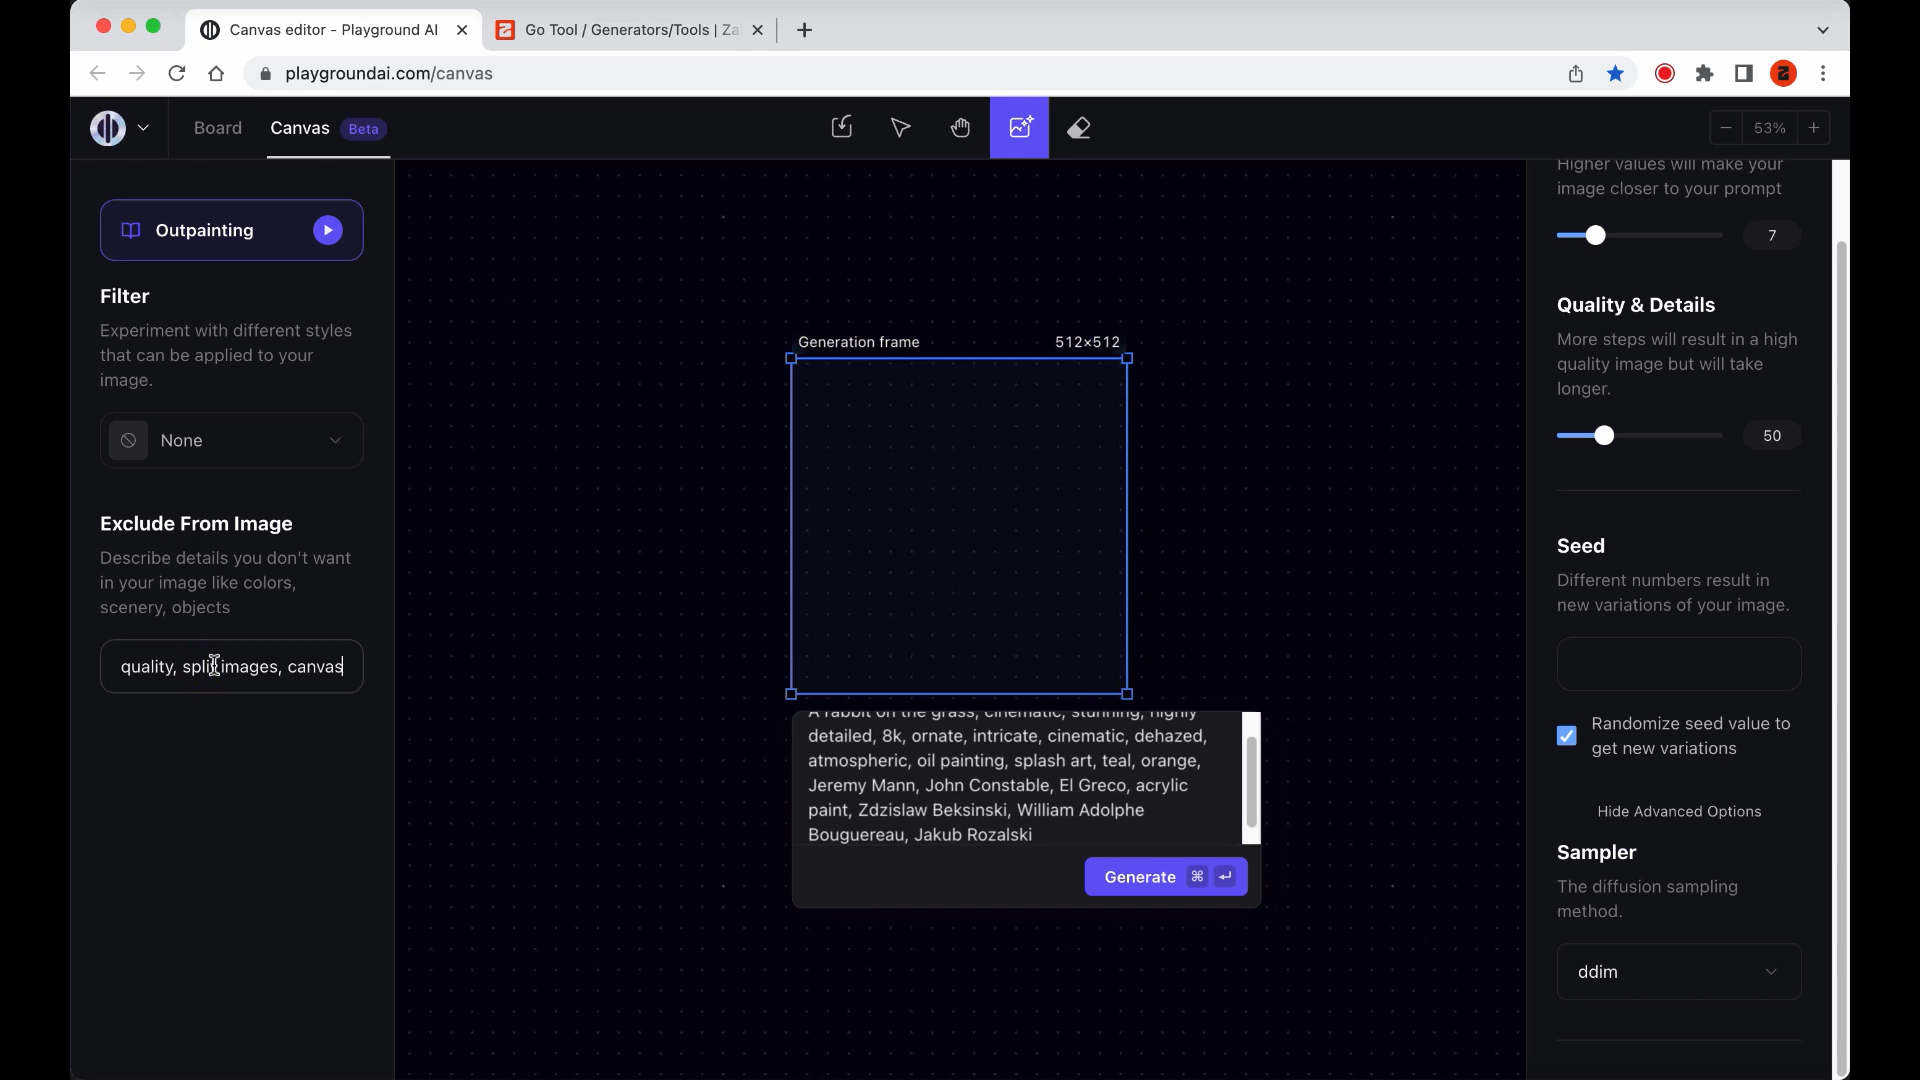 Canvas editor - Playground AI
Go Tool / Generators/Tools | Za
playgroundai.com/canvas
Board
Canvas
Beta
53%
Outpainting
Filter
Experiment with different styles
that can be applied to your
image.
None
Exclude From Image
Describe details you don't want
in your image like colors,
scenery, objects
quality, split images, canvas
Generation frame
512×512
A rabbit on the grass, cinematic, stunning, highly
detailed, 8k, ornate, intricate, cinematic, dehazed,
atmospheric, oil painting, splash art, teal, orange,
Jeremy Mann, John Constable, El Greco, acrylic
paint, Zdzislaw Beksinski, William Adolphe
Bouguereau, Jakub Rozalski
Generate
Higher values will make your
image closer to your prompt
7
Quality & Details
More steps will result in a high
quality image but will take
longer.
50
Seed
Different numbers result in
new variations of your image.
Randomize seed value to
get new variations
Hide Advanced Options
Sampler
The diffusion sampling
method.
ddim